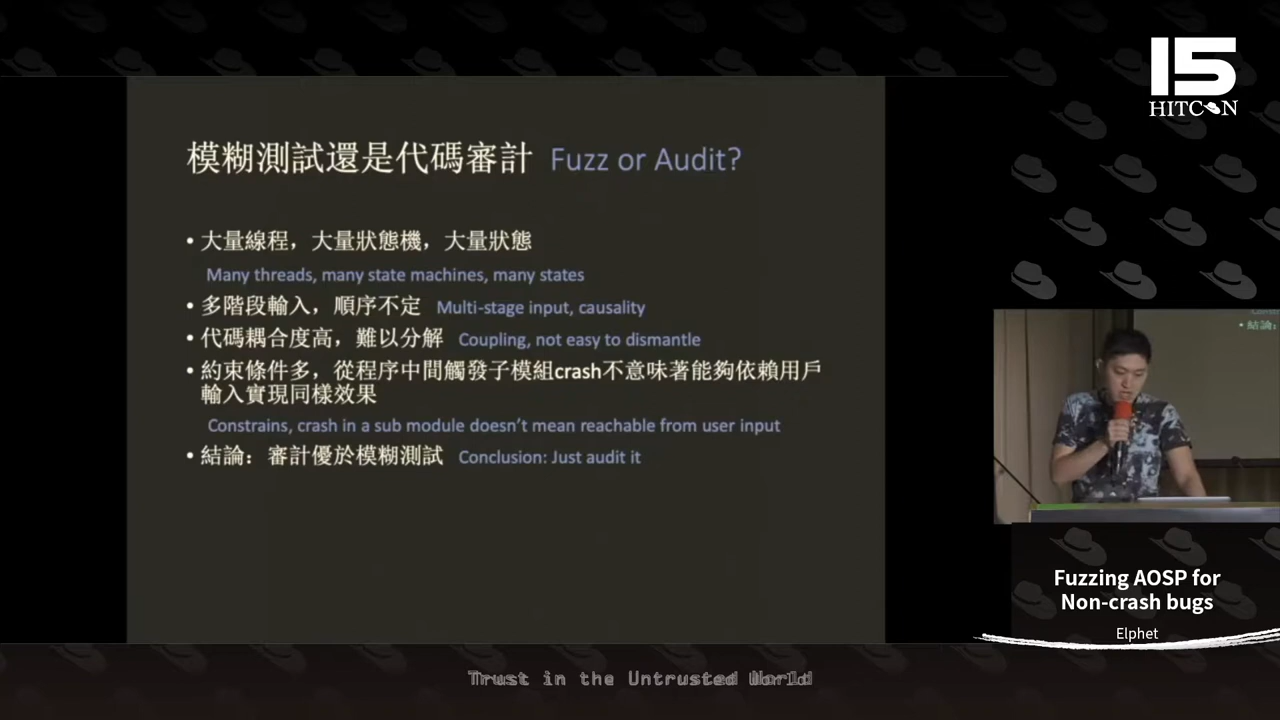 15
HITCON
模糊測試還是代碼審計 Fuzz or Audit?
• 大量線程，大量狀態機，大量狀態
Many threads, many state machines, many states
• 多階段輸入，順序不定 Multi-stage input, causality
• 代碼耦合度高，難以分解 Coupling, not easy to dismantle
• 約束條件多，從程序中間觸發子模組crash不意味著能夠依賴用戶
輸入實現同樣效果
Constrains, crash in a sub module doesn’t mean reachable from user input
• 結論：審計優於模糊測試 Conclusion: Just audit it
• 結論:
Fuzzing AOSP for
Non-crash bugs
Elphet
Trust in the Untrusted World